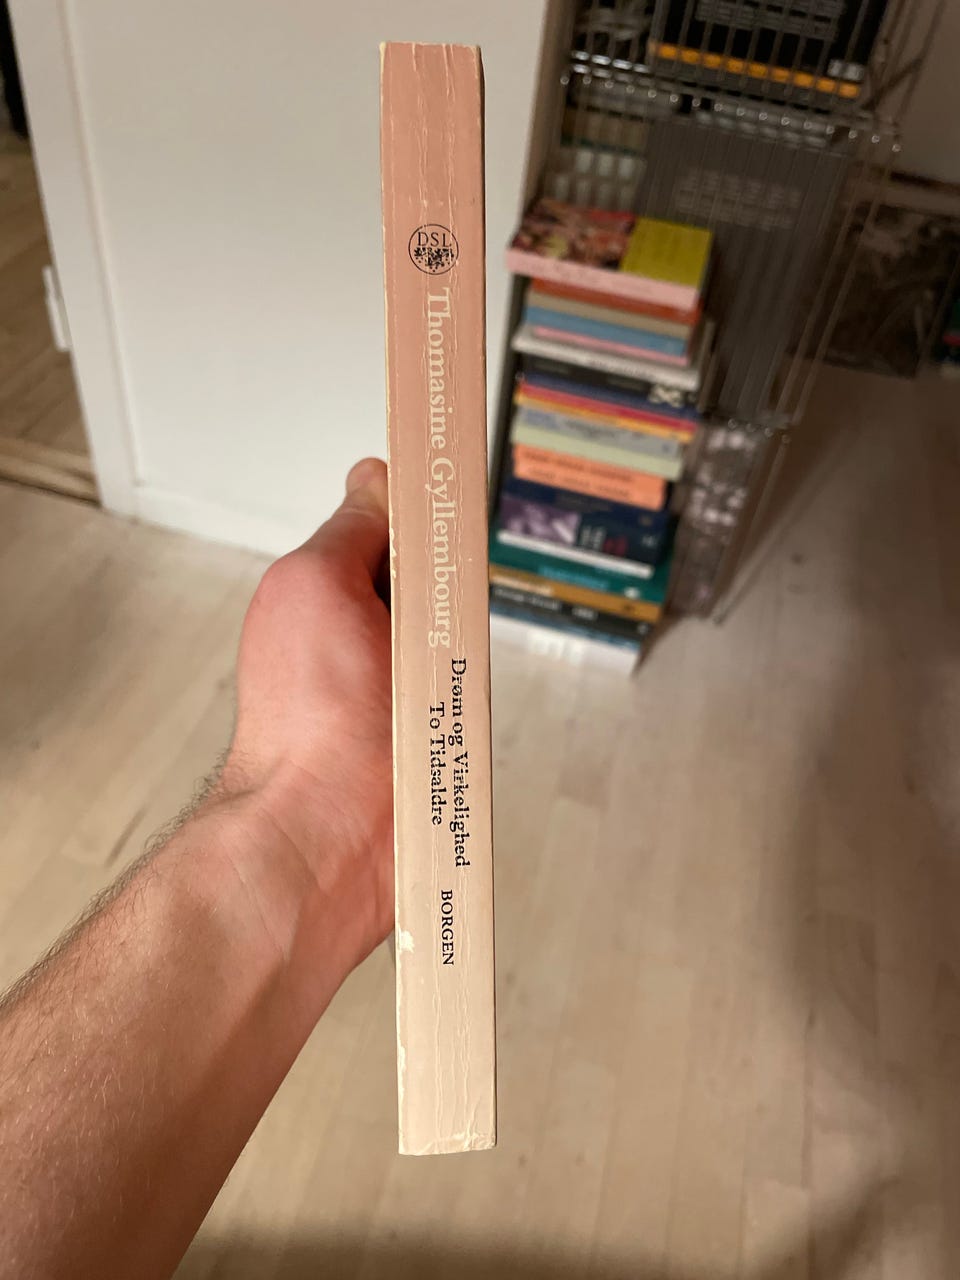 DSL
Thomasine Gyllembourg
Drøm og Virkelighed
To Tidsaldre
BORGEN